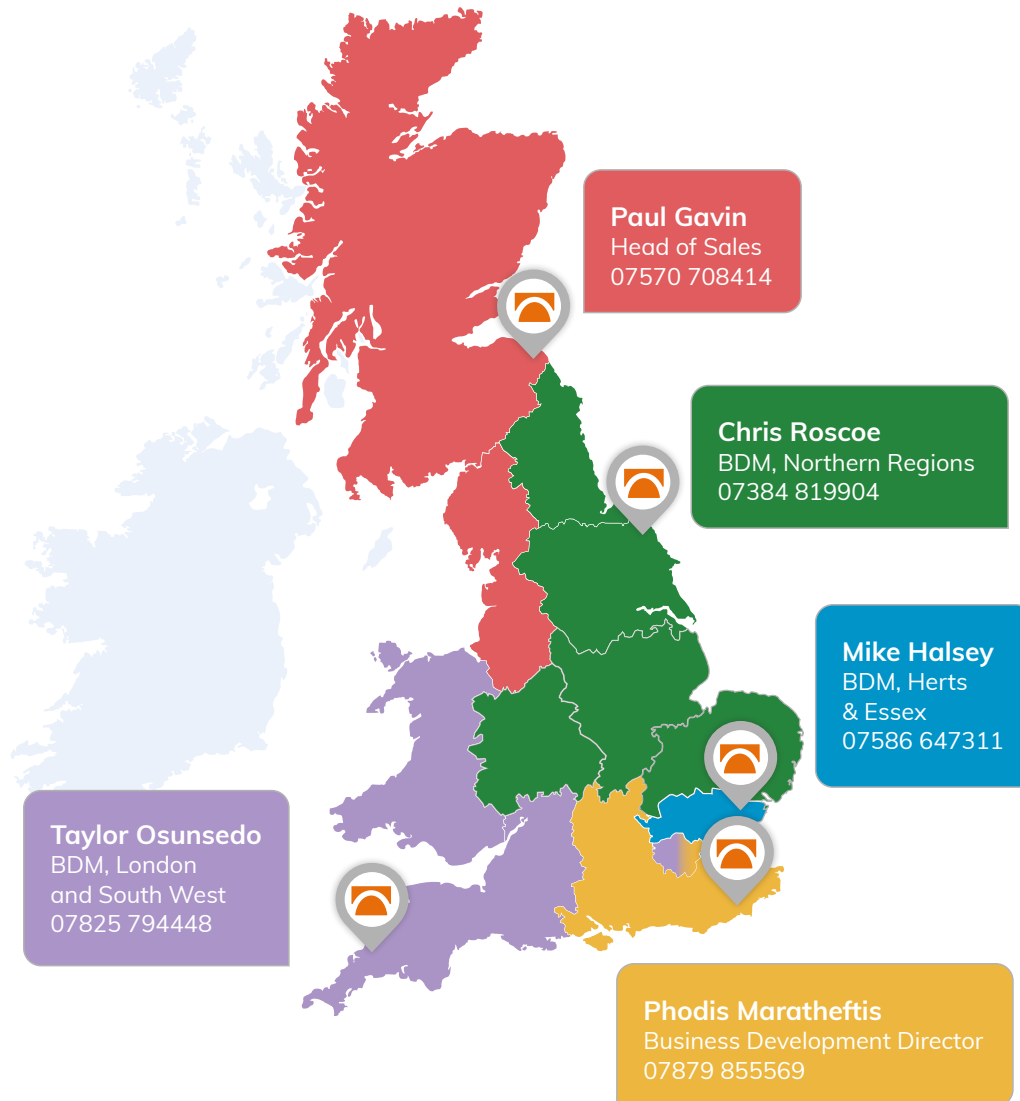 Paul Gavin
Head of Sales
07570 708414
Chris Roscoe
BDM, Northern Regions
07384 819904
Mike Halsey
BDM, Herts
& Essex
07586 647311
Taylor Osunsedo
BDM, London
and South West
07825 794448
Phodis Maratheftis
Business Development Director
07879 855569